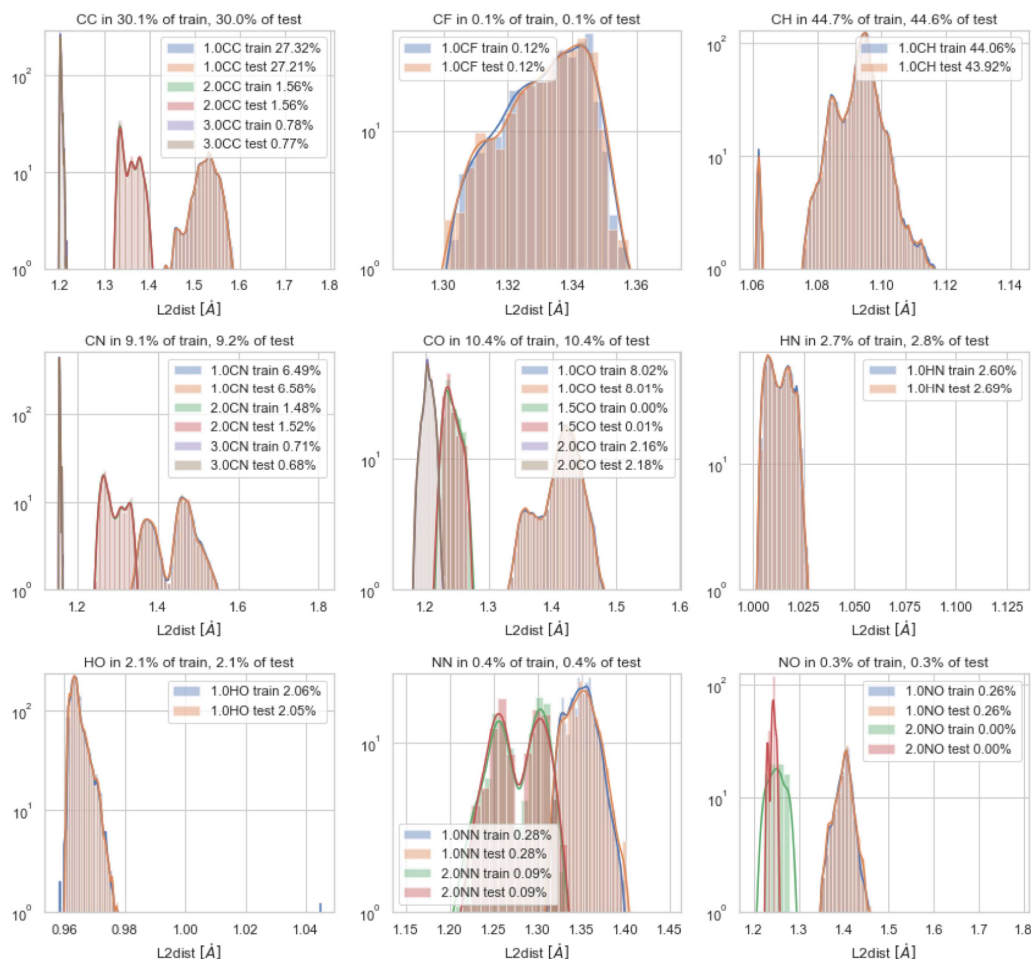 CC in 30.1% of train, 30.0% of test
1.0CC train 27.32%
1.0CC test 27.21%
2.0CC train 1.56%
2.0CC test 1.56%
3.0CC train 0.78%
3.0CC test 0.77%
10²
10¹
10⁰
1.2 1.3 1.4 1.5 1.6 1.7 1.8
L2dist [Å]
CF in 0.1% of train, 0.1% of test
1.0CF train 0.12%
1.0CF test 0.12%
10¹
10⁰
1.30 1.32 1.34 1.36
L2dist [Å]
CH in 44.7% of train, 44.6% of test
1.0CH train 44.06%
1.0CH test 43.92%
10²
10¹
10⁰
1.06 1.08 1.10 1.12 1.14
L2dist [Å]
CN in 9.1% of train, 9.2% of test
1.0CN train 6.49%
1.0CN test 6.58%
2.0CN train 1.48%
2.0CN test 1.52%
3.0CN train 0.71%
3.0CN test 0.68%
10²
10¹
10⁰
1.2 1.4 1.6 1.8
L2dist [Å]
CO in 10.4% of train, 10.4% of test
1.0CO train 8.02%
1.0CO test 8.01%
1.5CO train 0.00%
1.5CO test 0.01%
2.0CO train 2.16%
2.0CO test 2.18%
10¹
10⁰
1.2 1.3 1.4 1.5 1.6
L2dist [Å]
HN in 2.7% of train, 2.8% of test
1.0HN train 2.60%
1.0HN test 2.69%
10¹
10⁰
1.000 1.025 1.050 1.075 1.100 1.125
L2dist [Å]
HO in 2.1% of train, 2.1% of test
1.0HO train 2.06%
1.0HO test 2.05%
10²
10¹
10⁰
0.96 0.98 1.00 1.02 1.04
L2dist [Å]
NN in 0.4% of train, 0.4% of test
1.0NN train 0.28%
1.0NN test 0.28%
2.0NN train 0.09%
2.0NN test 0.09%
10¹
10⁰
1.15 1.20 1.25 1.30 1.35 1.40 1.45
L2dist [Å]
NO in 0.3% of train, 0.3% of test
1.0NO train 0.26%
1.0NO test 0.26%
2.0NO train 0.00%
2.0NO test 0.00%
10²
10¹
10⁰
1.2 1.3 1.4 1.5 1.6 1.7 1.8
L2dist [Å]